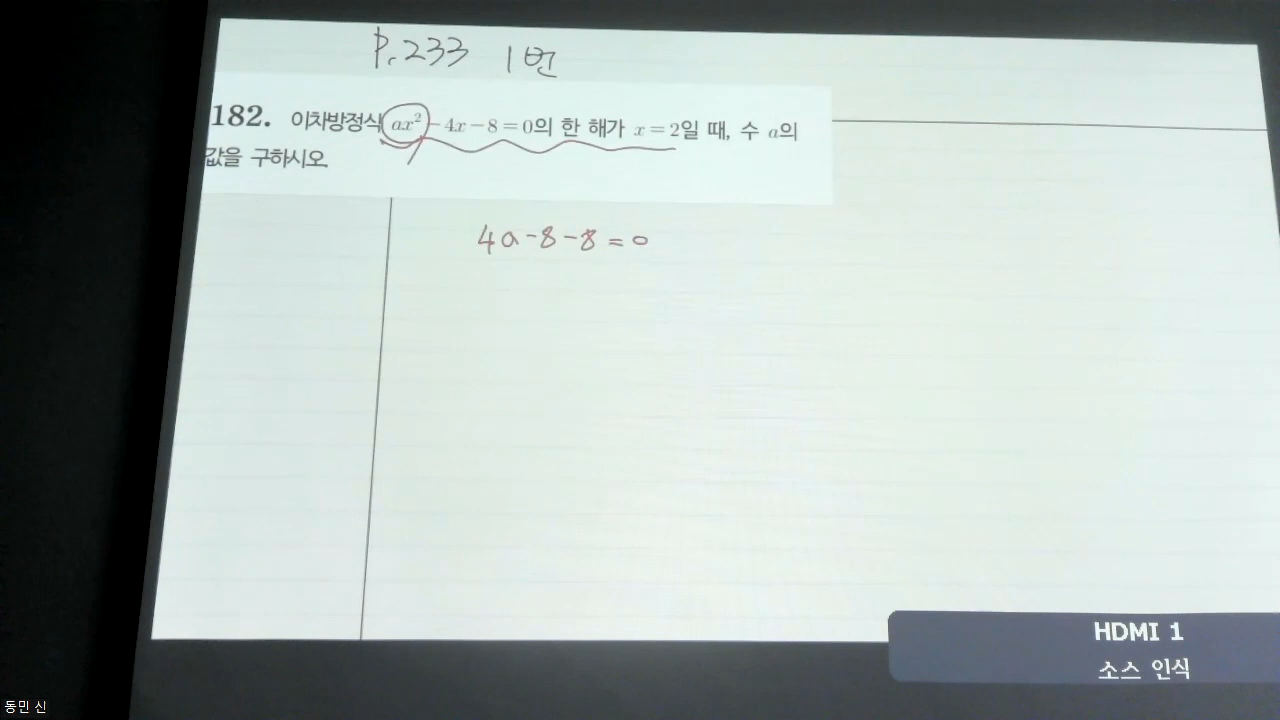 P.233 1번
182. 이차방정식 ax² - 4x - 8 = 0의 한 해가 x = 2일 때, 수 a의
값을 구하시오.
4a - 8 - 8 = 0
HDMI 1
소스 인식
동민 신